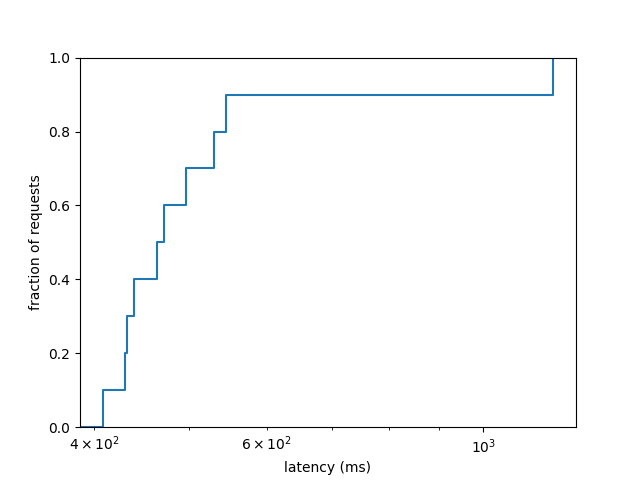 1.0
0.8
0.6
0.4
0.2
0.0
fraction of requests
4 × 10²
6 × 10²
10³
latency (ms)